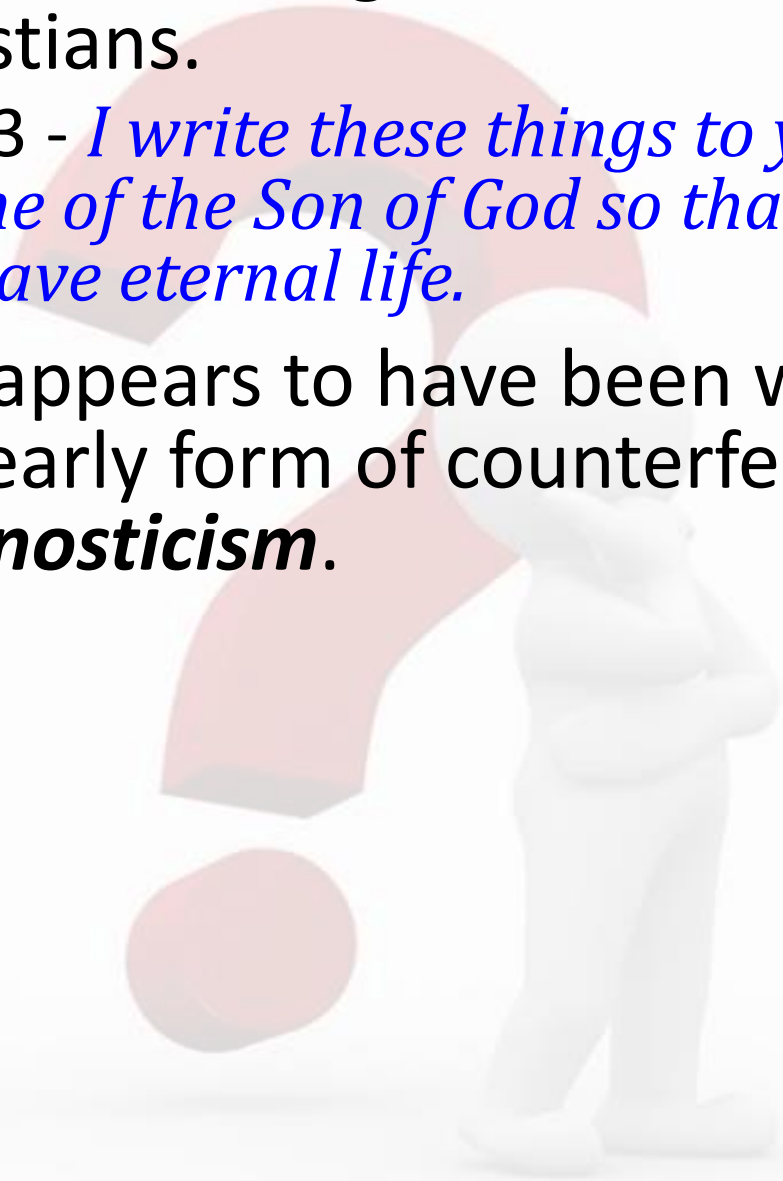 stians.
3 - I write these things to y
ne of the Son of God so tha
ave eternal life.
appears to have been w
early form of counterfe
nosticism.